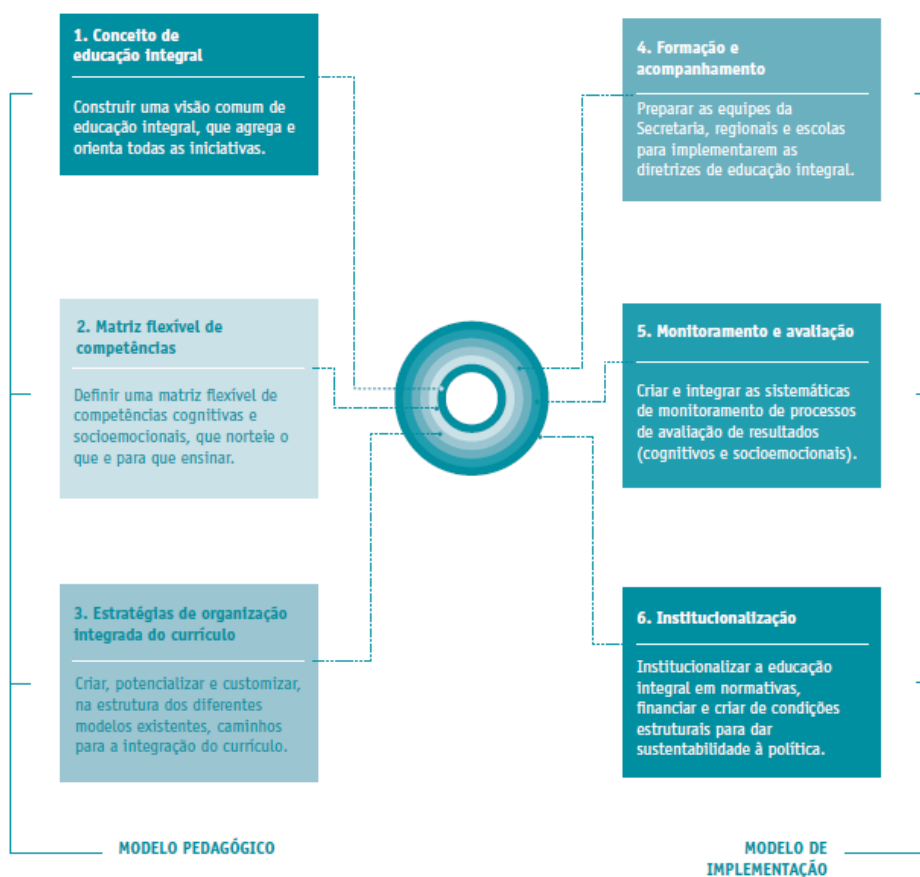 1. Conceito de
educação integral
Construir uma visão comum de
educação integral, que agrega e
orienta todas as iniciativas.
2. Matriz flexível de
competências
Definir uma matriz flexível de
competências cognitivas e
socioemocionais, que norteie o
que e para que ensinar.
3. Estratégias de organização
integrada do currículo
Criar, potencializar e customizar,
na estrutura dos diferentes
modelos existentes, caminhos
para a integração do currículo.
MODELO PEDAGÓGICO
4. Formação e
acompanhamento
Preparar as equipes da
Secretaria, regionais e escolas
para implementarem as
diretrizes de educação integral.
5. Monitoramento e avaliação
Criar e integrar as sistemáticas
de monitoramento de processos
de avaliação de resultados
(cognitivos e socioemocionais).
6. Institucionalização
Institucionalizar a educação
integral em normativas,
financiar e criar de condições
estruturais para dar
sustentabilidade à política.
MODELO DE
IMPLEMENTAÇÃO